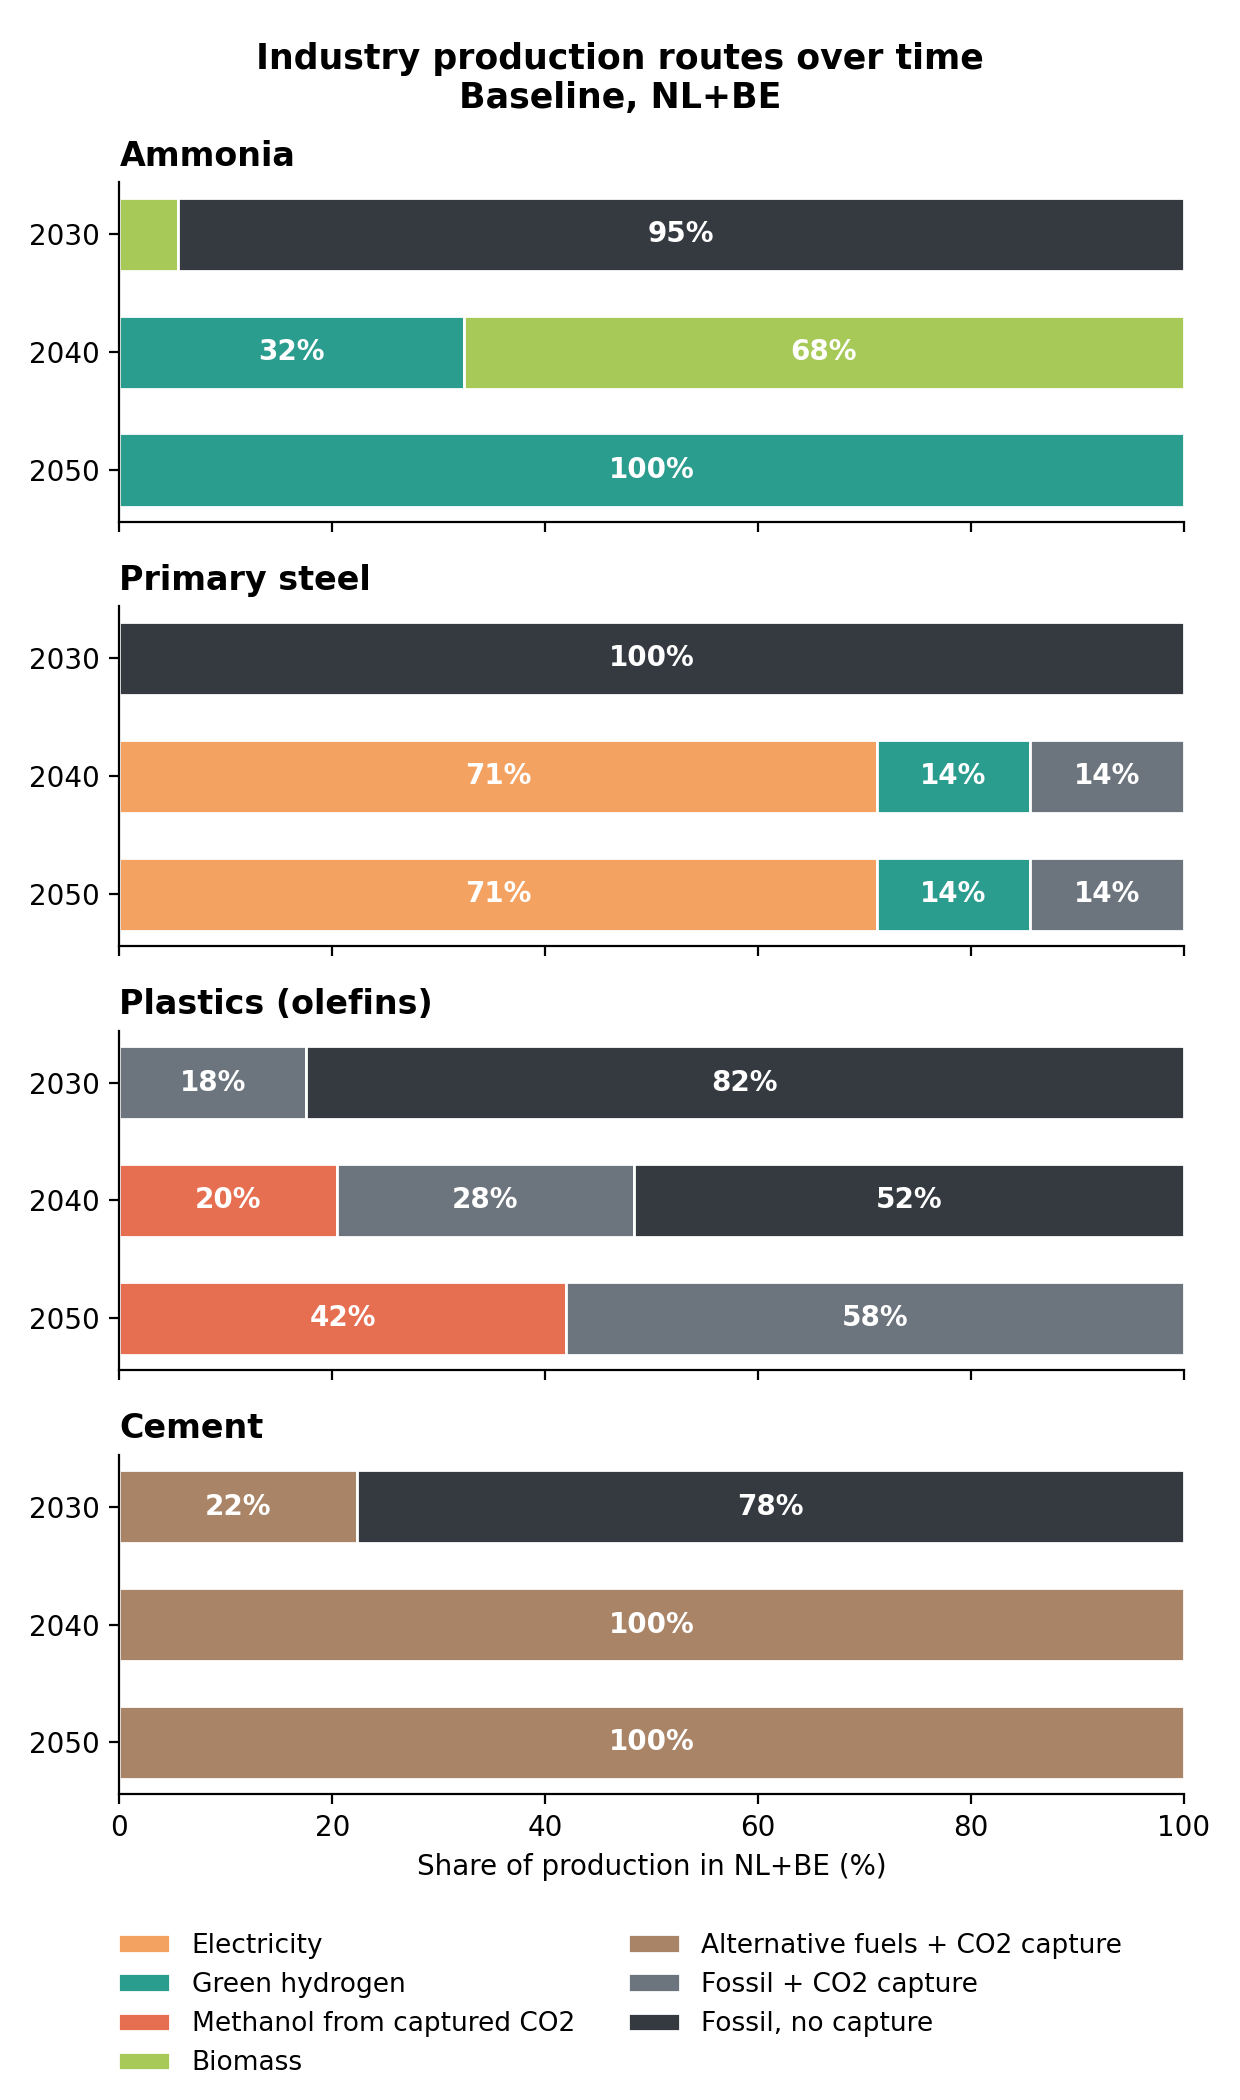 Industry production routes over time
Baseline, NL+BE
Ammonia
2030
95%
2040
32%
68%
2050
100%
Primary steel
2030
100%
2040
71%
14%
14%
2050
71%
14%
14%
Plastics (olefins)
2030
18%
82%
2040
20%
28%
52%
2050
42%
58%
Cement
2030
22%
78%
2040
100%
2050
100%
0
20
40
60
80
100
Share of production in NL+BE (%)
Electricity
Green hydrogen
Methanol from captured CO2
Biomass
Alternative fuels + CO2 capture
Fossil + CO2 capture
Fossil, no capture